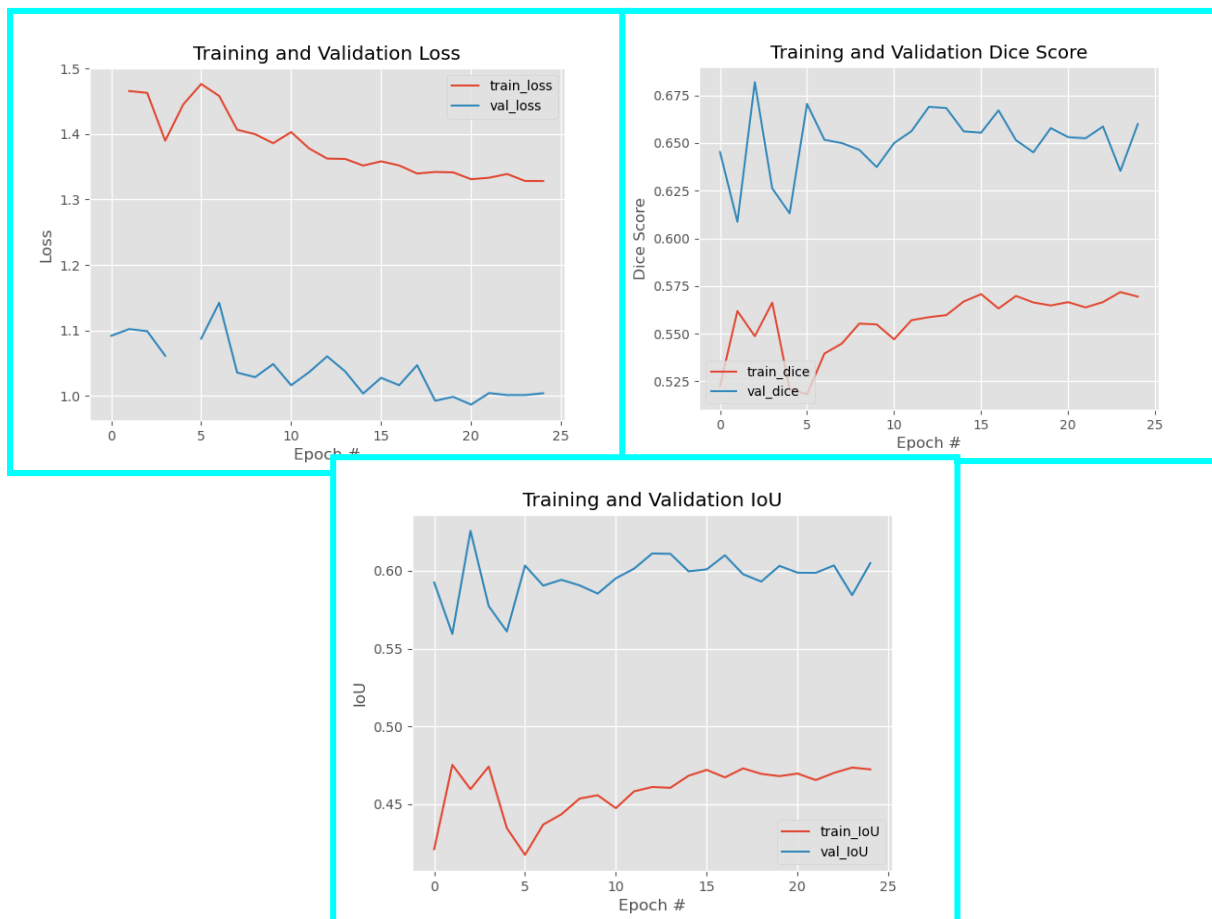 Training and Validation Loss
1.5
1.4
1.3
1.2
1.1
1.0
Loss
train_loss
val_loss
0 5 10 15 20 25
Epoch #
Training and Validation Dice Score
0.675
0.650
0.625
0.600
0.575
0.550
0.525
Dice Score
train_dice
val_dice
0 5 10 15 20 25
Epoch #
Training and Validation IoU
0.60
0.55
0.50
0.45
IoU
train_IoU
val_IoU
0 5 10 15 20 25
Epoch #